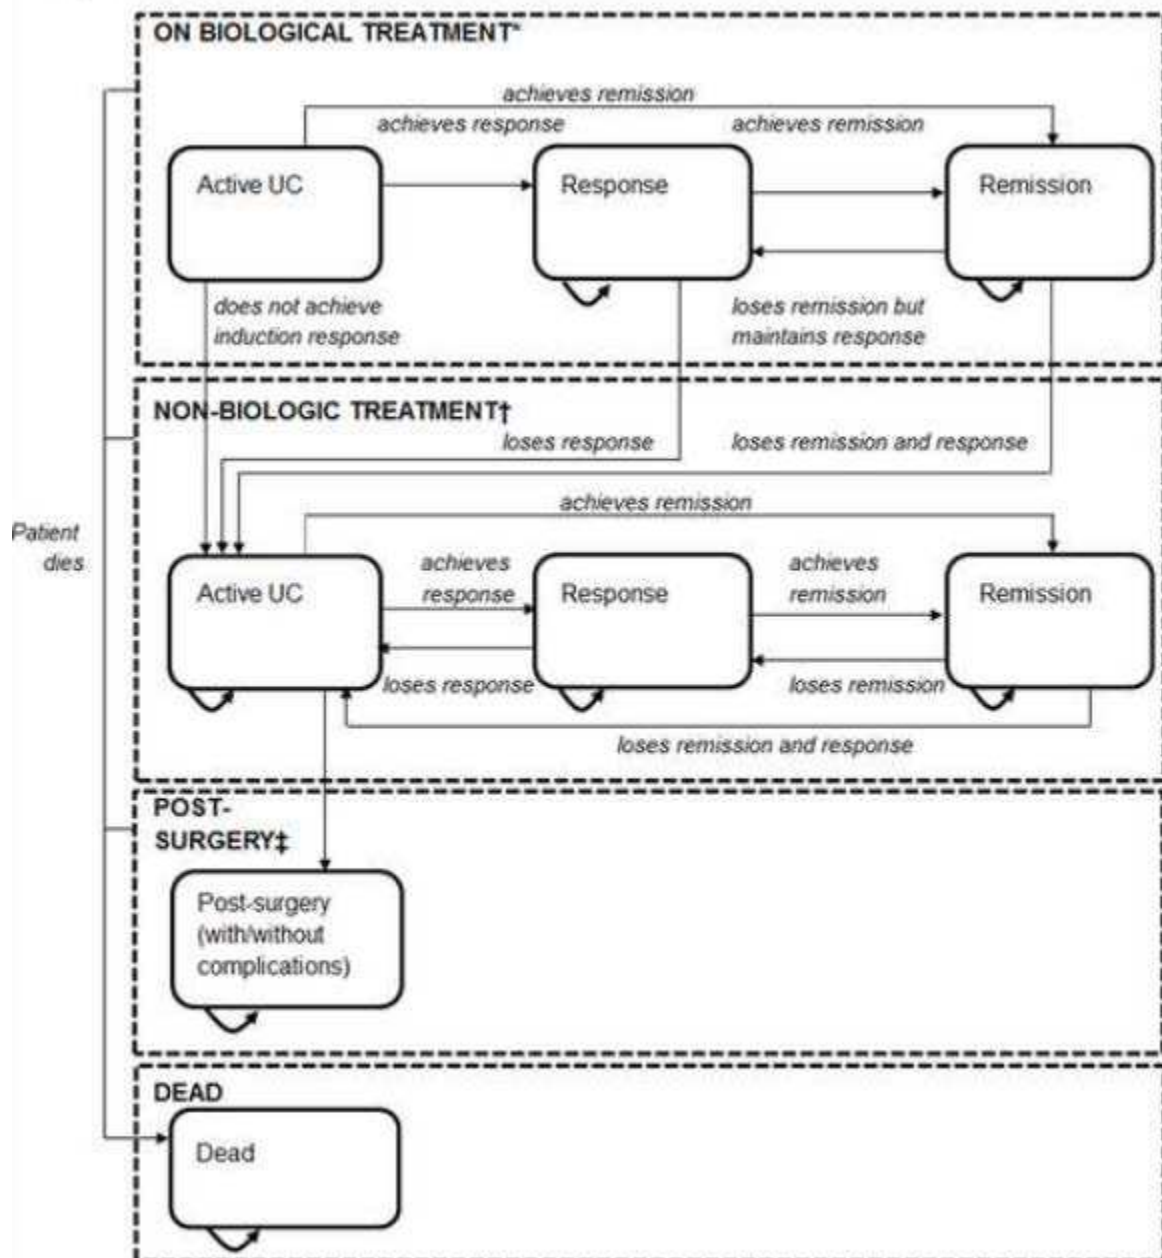 ON BIOLOGICAL TREATMENT*
achieves remission
achieves response
achieves remission
Active UC
Response
Remission
does not achieve
induction response
loses remission but
maintains response
NON-BIOLOGIC TREATMENT†
loses response
loses remission and response
achieves remission
Patient
dies
Active UC
achieves
response
Response
achieves
remission
Remission
loses response
loses remission
loses remission and response
POST-
SURGERY‡
Post-surgery
(with/without
complications)
DEAD
Dead